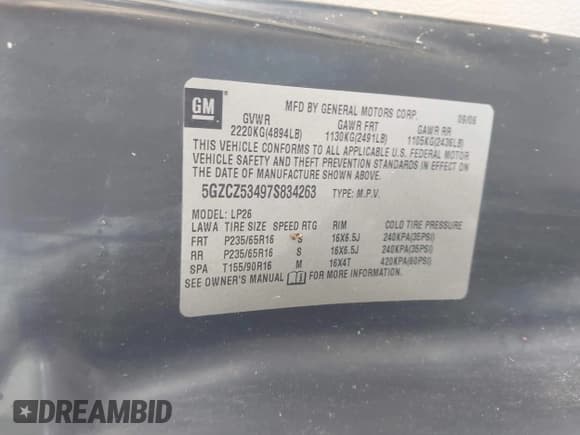 GM
MFD BY GENERAL MOTORS CORP. 09/06
GVWR GAWR FRT GAWR RR
2220KG(4894LB) 1130KG(2491LB) 1105KG(2436LB)
THIS VEHICLE CONFORMS TO ALL APPLICABLE U.S. FEDERAL MOTOR
VEHICLE SAFETY AND THEFT PREVENTION STANDARDS IN EFFECT ON
THE DATE OF MANUFACTURE SHOWN ABOVE.
5GZCZ53497S834263 TYPE: M.P.V.
MODEL: LP26
LAWA TIRE SIZE SPEED RTG RIM COLD TIRE PRESSURE
FRT P235/65R16 S 16X6.5J 240KPA(35PSI)
RR P235/65R16 S 16X6.5J 240KPA(35PSI)
SPA T155/90R16 M 16X4T 420KPA(60PSI)
SEE OWNER'S MANUAL FOR MORE INFORMATION.
DREAMBID